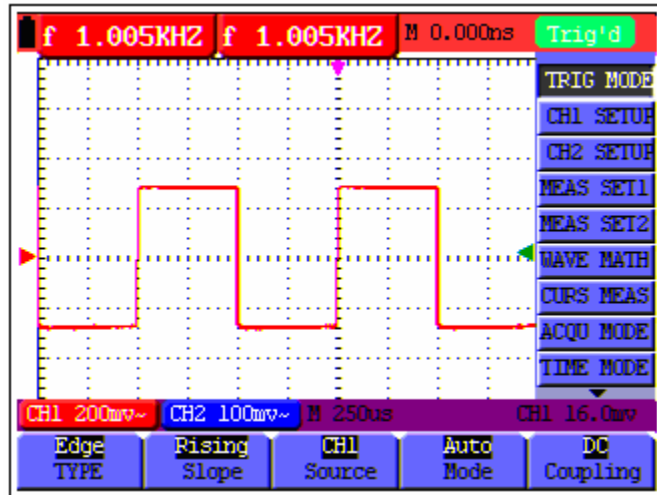 f 1.005KHZ f 1.005KHZ M 0.000ns Trig'd
TRIG MODE
CH1 SETUP
CH2 SETUP
MEAS SET1
MEAS SET2
WAVE MATH
CURS MEAS
ACQU MODE
TIME MODE
CH1 200mv~ CH2 100mv~ M 250us CH1 16.0mv
Edge Rising CH1 Auto DC
TYPE Slope Source Mode Coupling